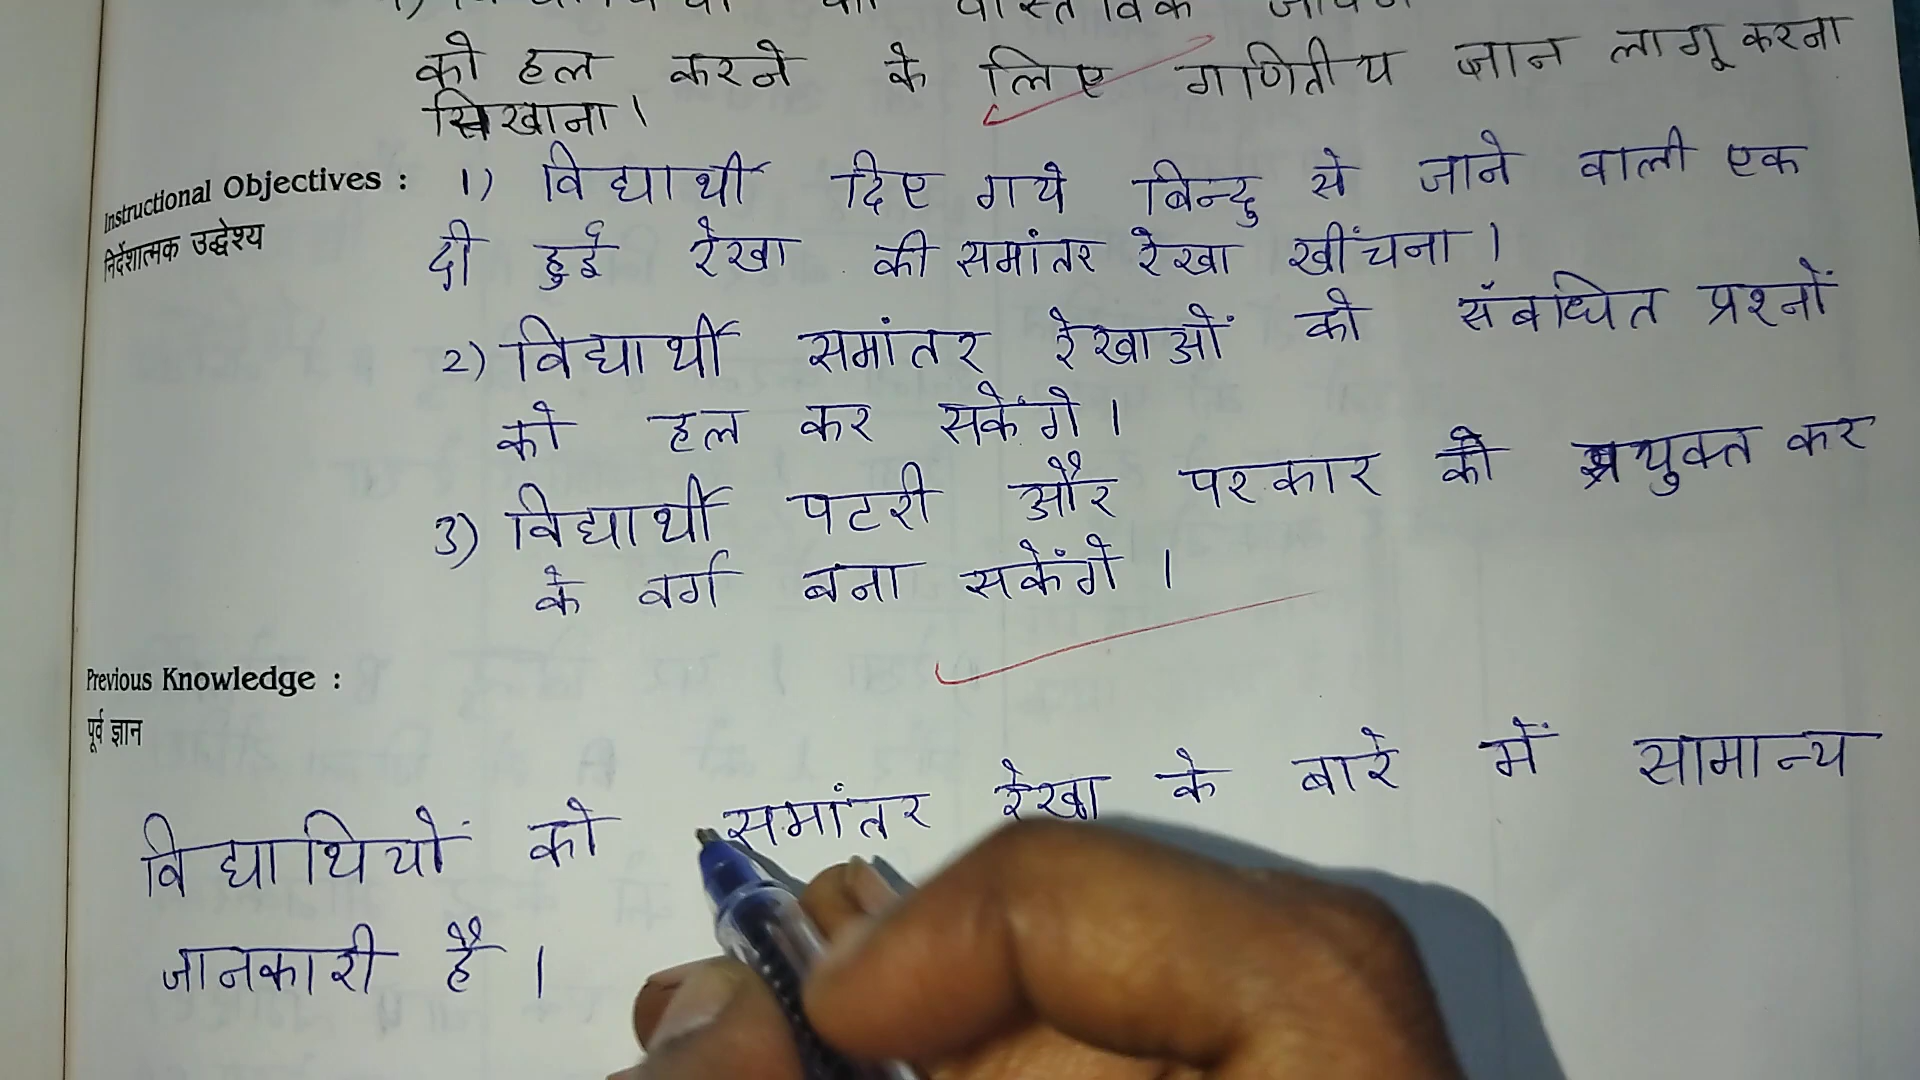 को हल करने के लिए गणितीय ज्ञान लागू करना
सिखाना।
Instructional Objectives : 1) विद्यार्थी दिए गये बिन्दु से जाने वाली एक
निर्देशात्मक उद्धेश्य
दी हुई रेखा की समांतर रेखा खींचना।
2) विद्यार्थी समांतर रेखाओं को संबधित प्रश्नों
को हल कर सकेंगे।
3) विद्यार्थी पटरी और परकार को प्रयुक्त कर
के वर्ग बना सकेंगे।
Previous Knowledge :
पूर्व ज्ञान
विद्याथियों को समांतर रेखा के बारे में सामान्य
जानकारी है।